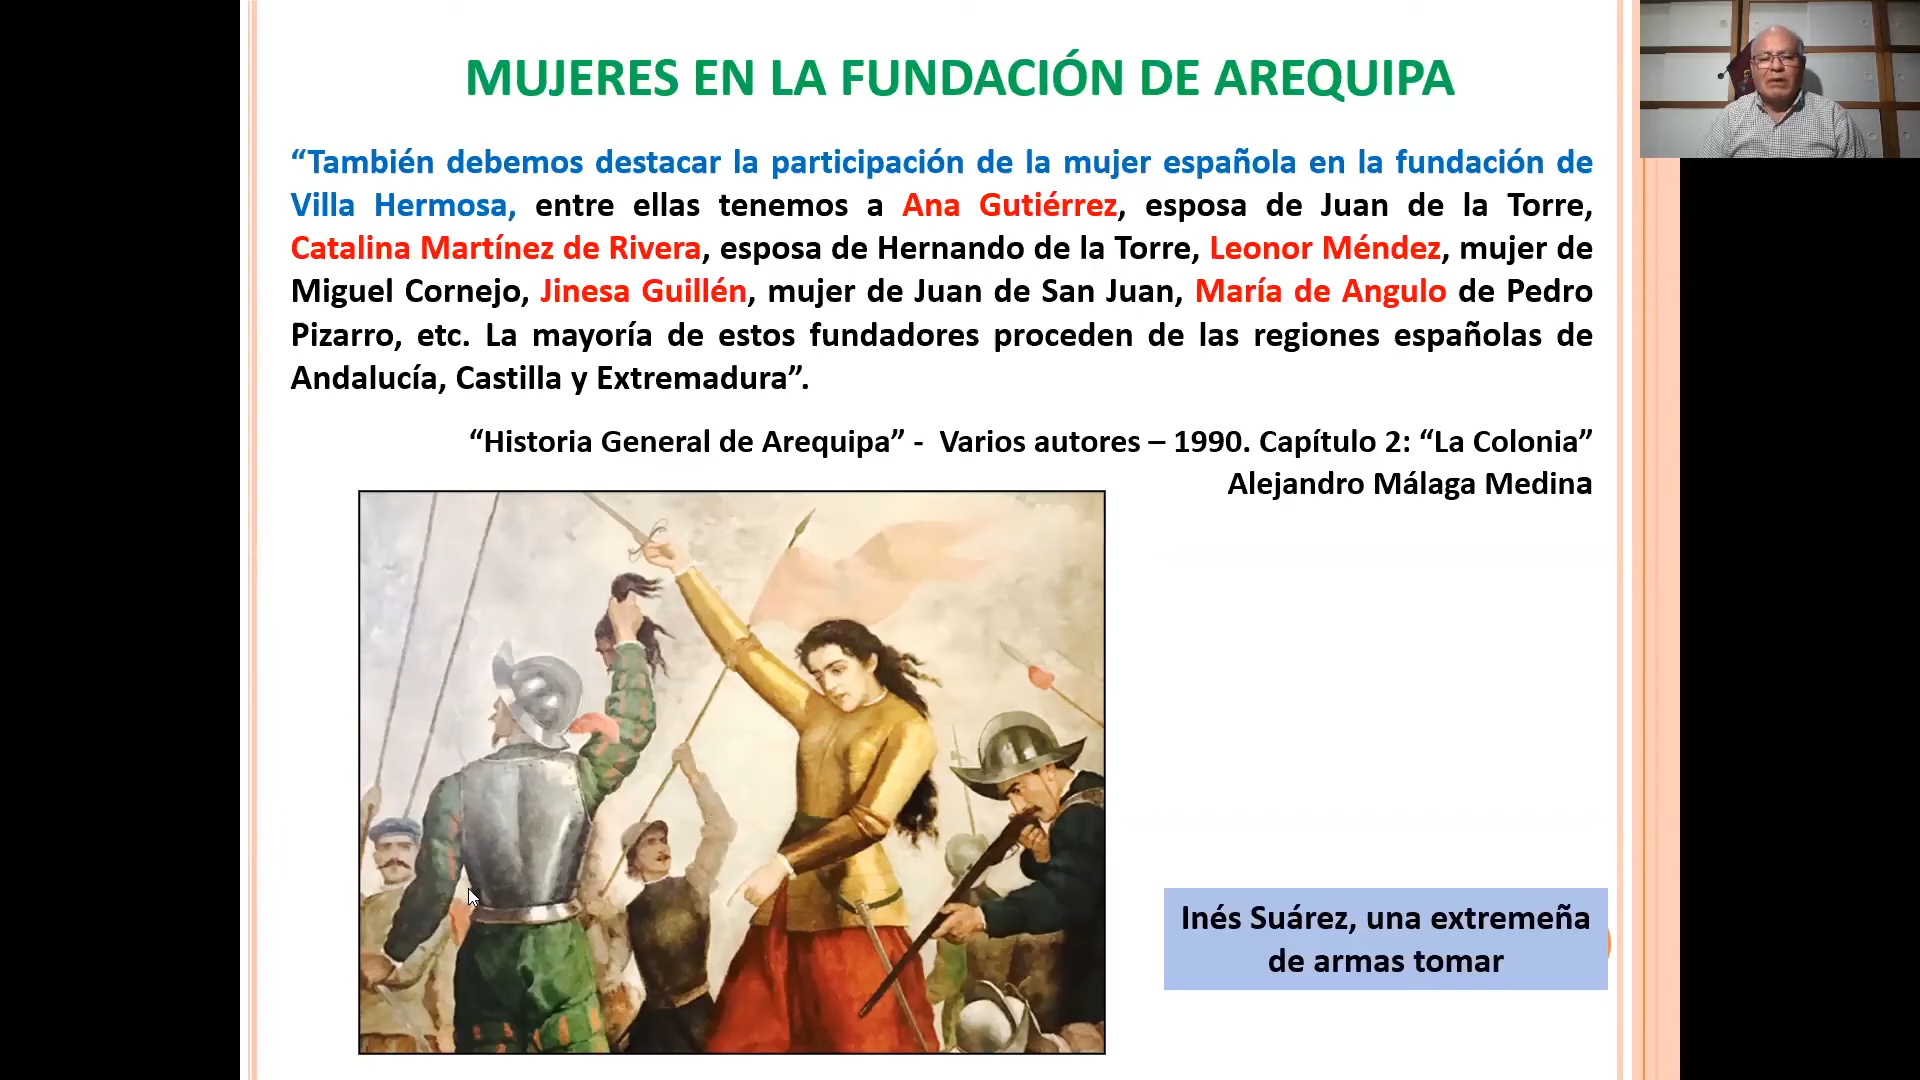 MUJERES EN LA FUNDACIÓN DE AREQUIPA
“También debemos destacar la participación de la mujer española en la fundación de
Villa Hermosa, entre ellas tenemos a Ana Gutiérrez, esposa de Juan de la Torre,
Catalina Martínez de Rivera, esposa de Hernando de la Torre, Leonor Méndez, mujer de
Miguel Cornejo, Jinesa Guillén, mujer de Juan de San Juan, María de Angulo de Pedro
Pizarro, etc. La mayoría de estos fundadores proceden de las regiones españolas de
Andalucía, Castilla y Extremadura”.
“Historia General de Arequipa” - Varios autores – 1990. Capítulo 2: “La Colonia”
Alejandro Málaga Medina
Inés Suárez, una extremeña
de armas tomar